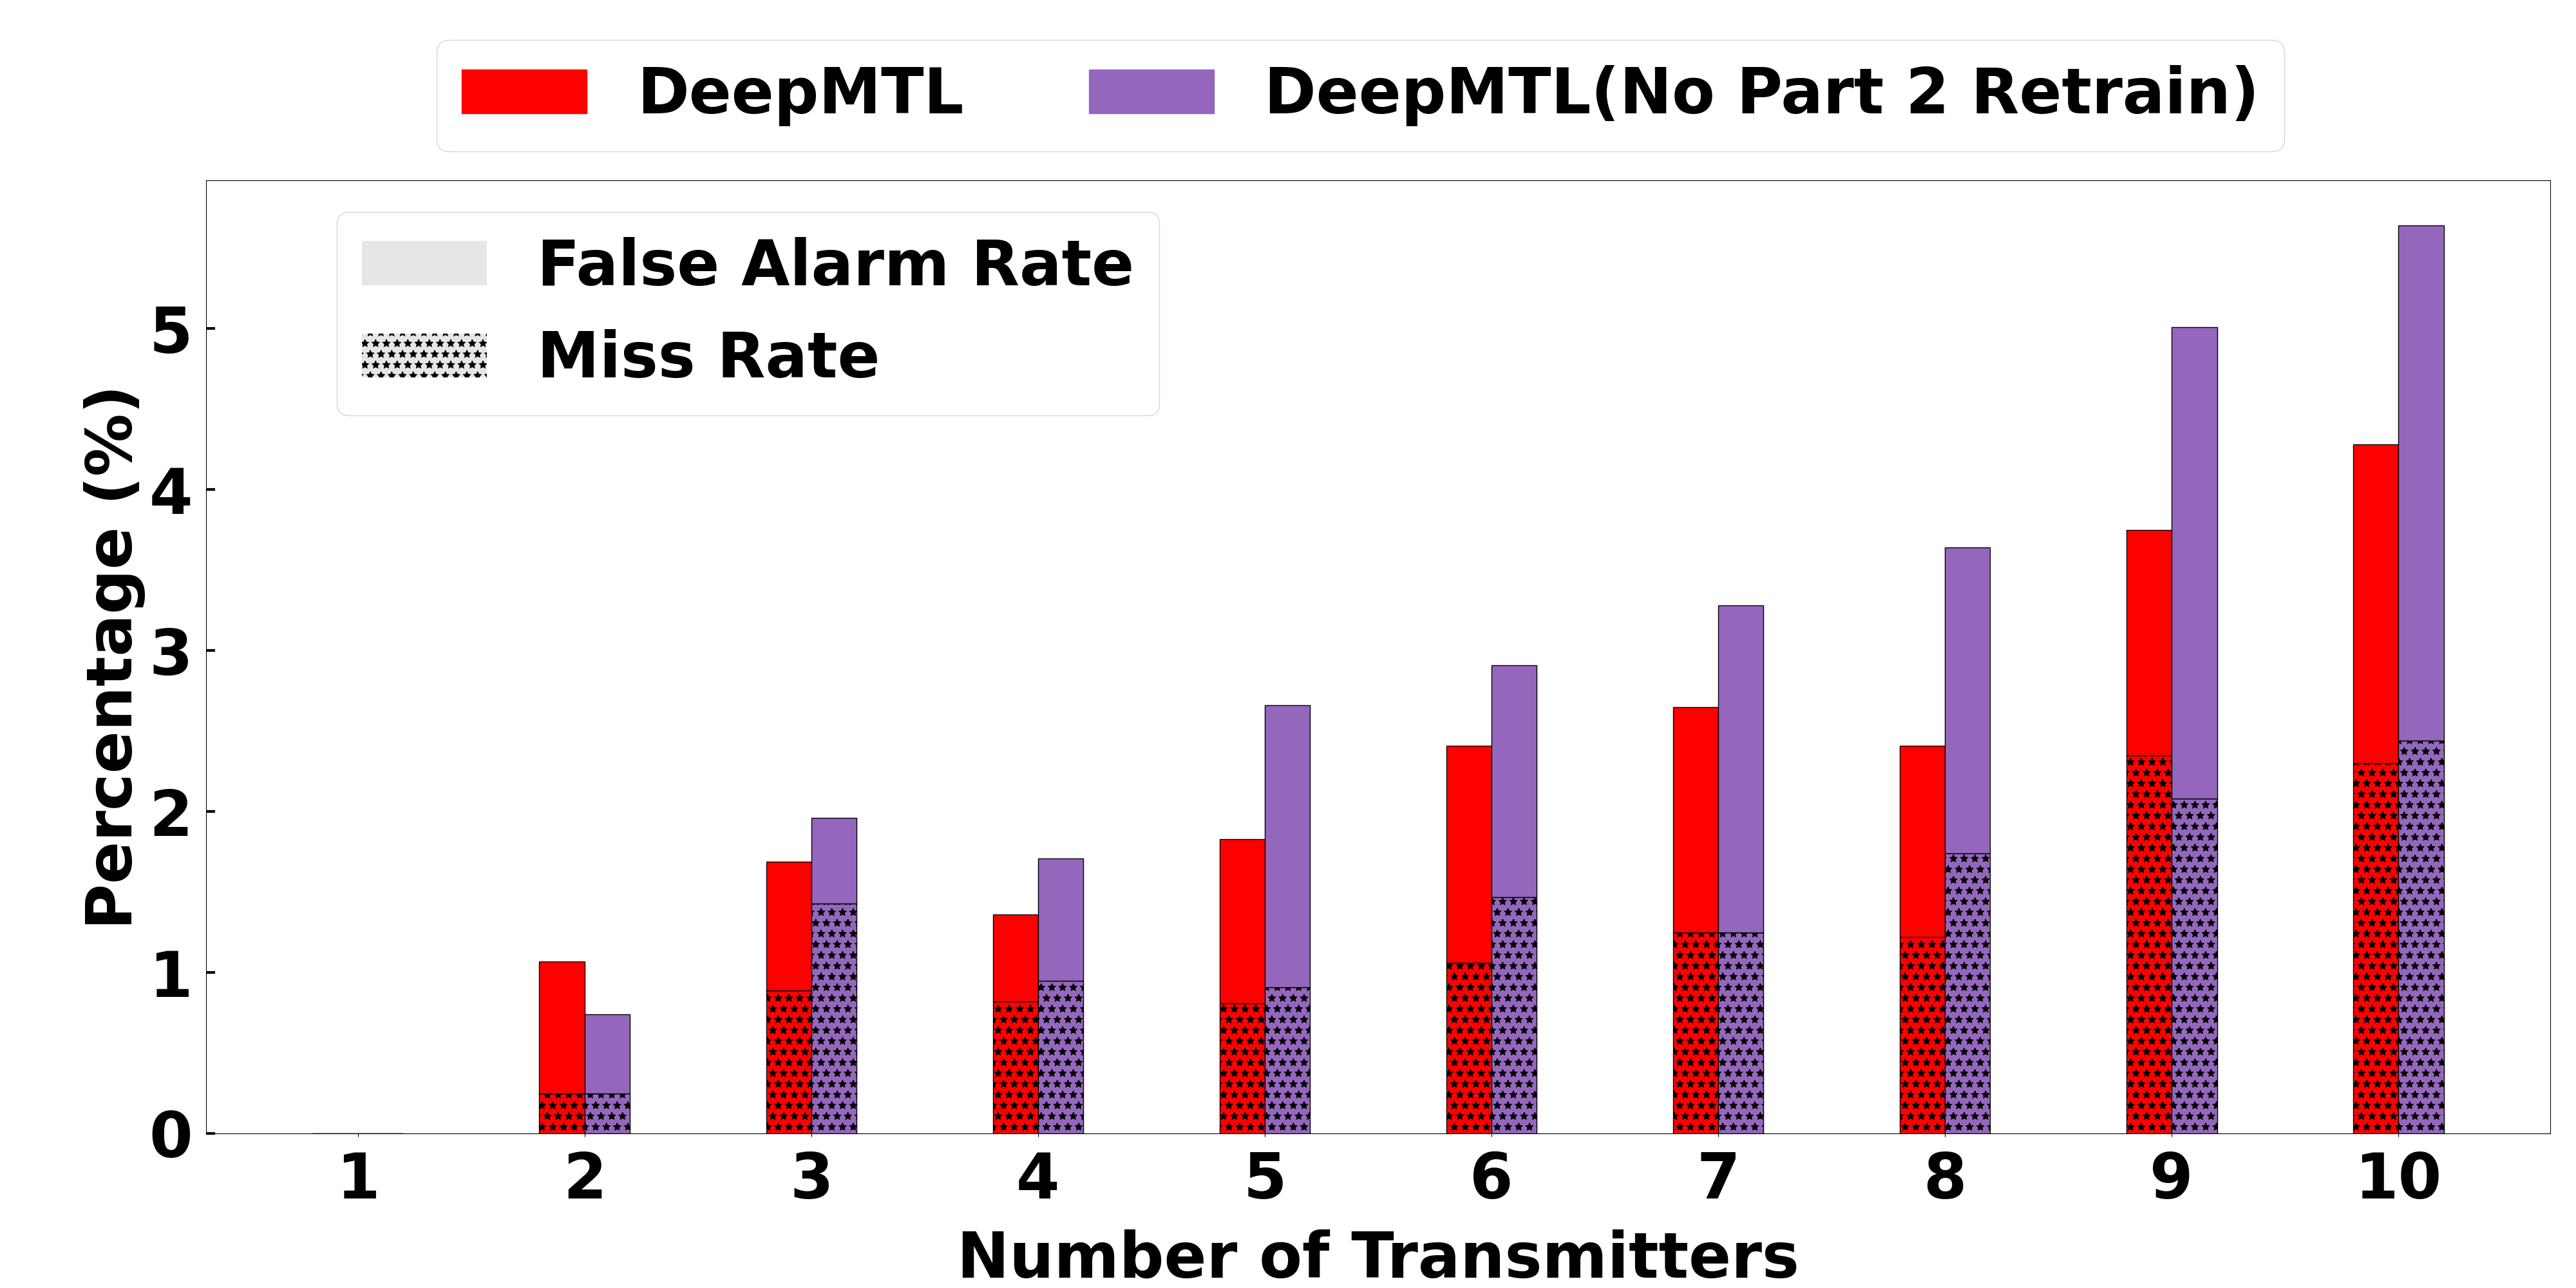 DeepMTL DeepMTL(No Part 2 Retrain)
False Alarm Rate
Miss Rate
Percentage (%)
5
4
3
2
1
0
1 2 3 4 5 6 7 8 9 10
Number of Transmitters